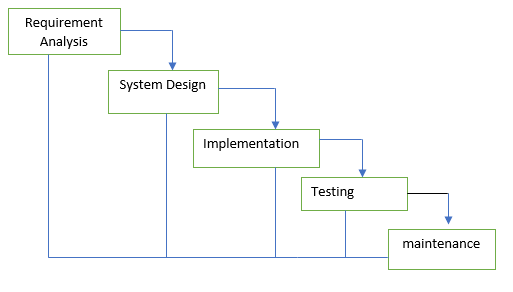 Requirement
Analysis
System Design
Implementation
Testing
maintenance